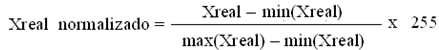 Xreal normalizado = Xreal – min(Xreal) / max(Xreal) – min(Xreal) x 255